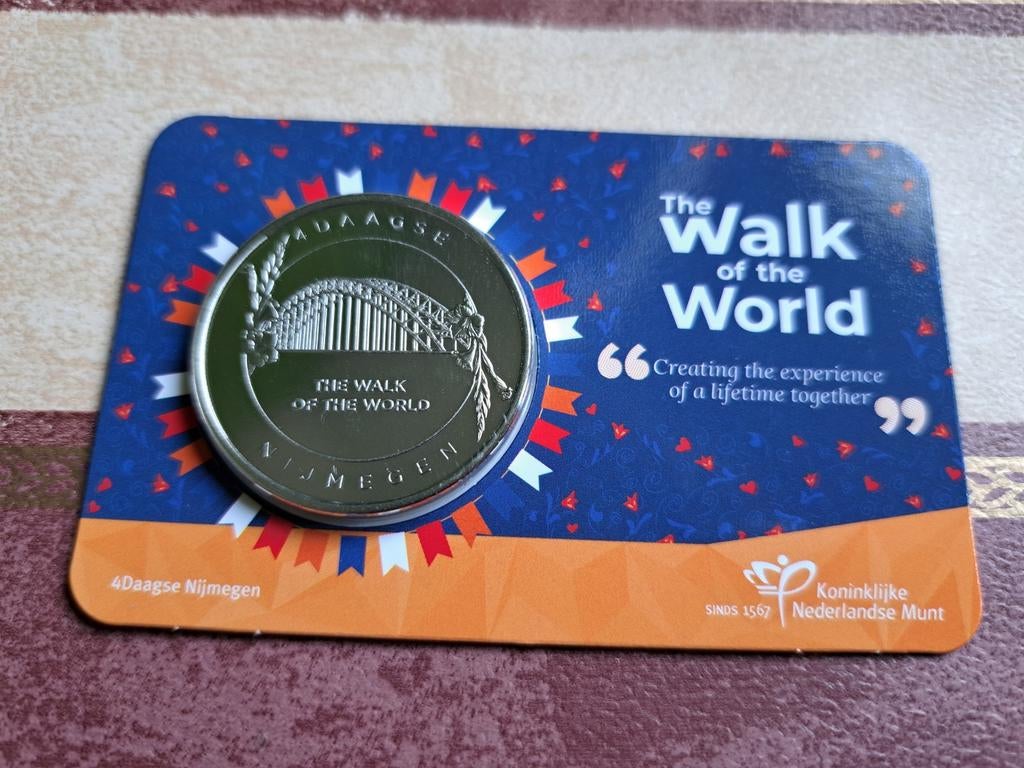 4DAAGSE
THE WALK
OF THE WORLD
NIJMEGEN
The
Walk
of the
World
“Creating the experience
of a lifetime together”
4Daagse Nijmegen
SINDS 1567
Koninklijke
Nederlandse Munt